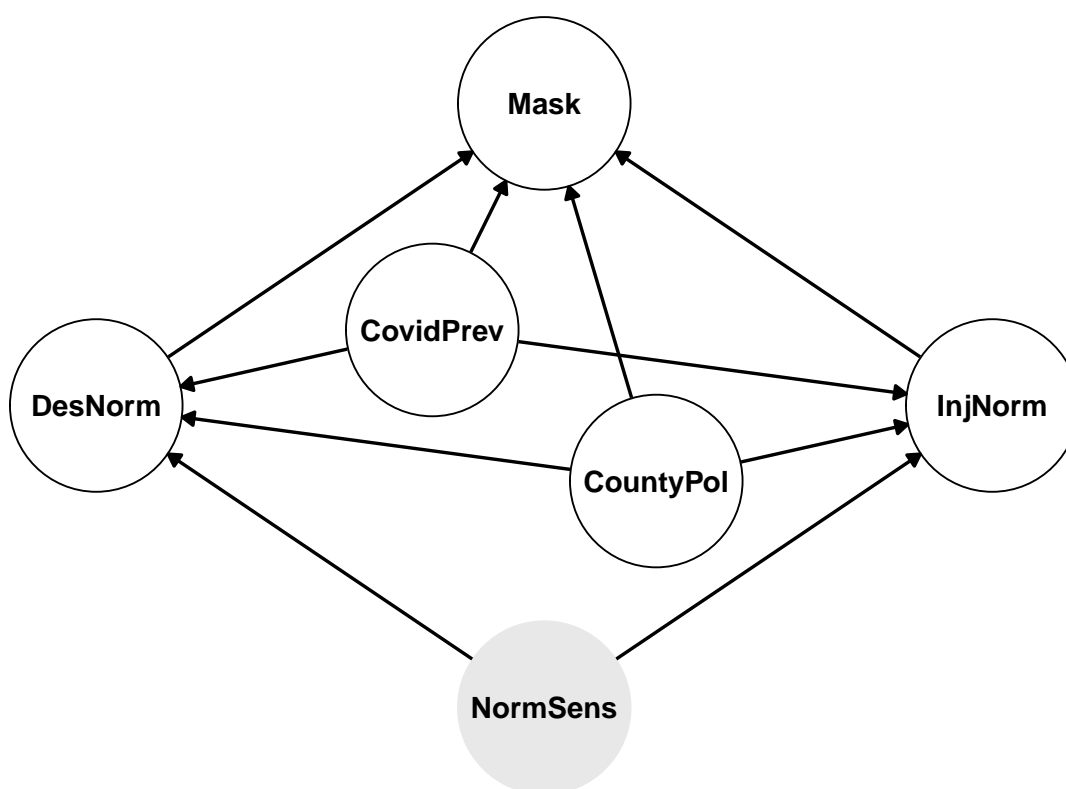 Mask
CovidPrev
DesNorm
InjNorm
CountyPol
NormSens